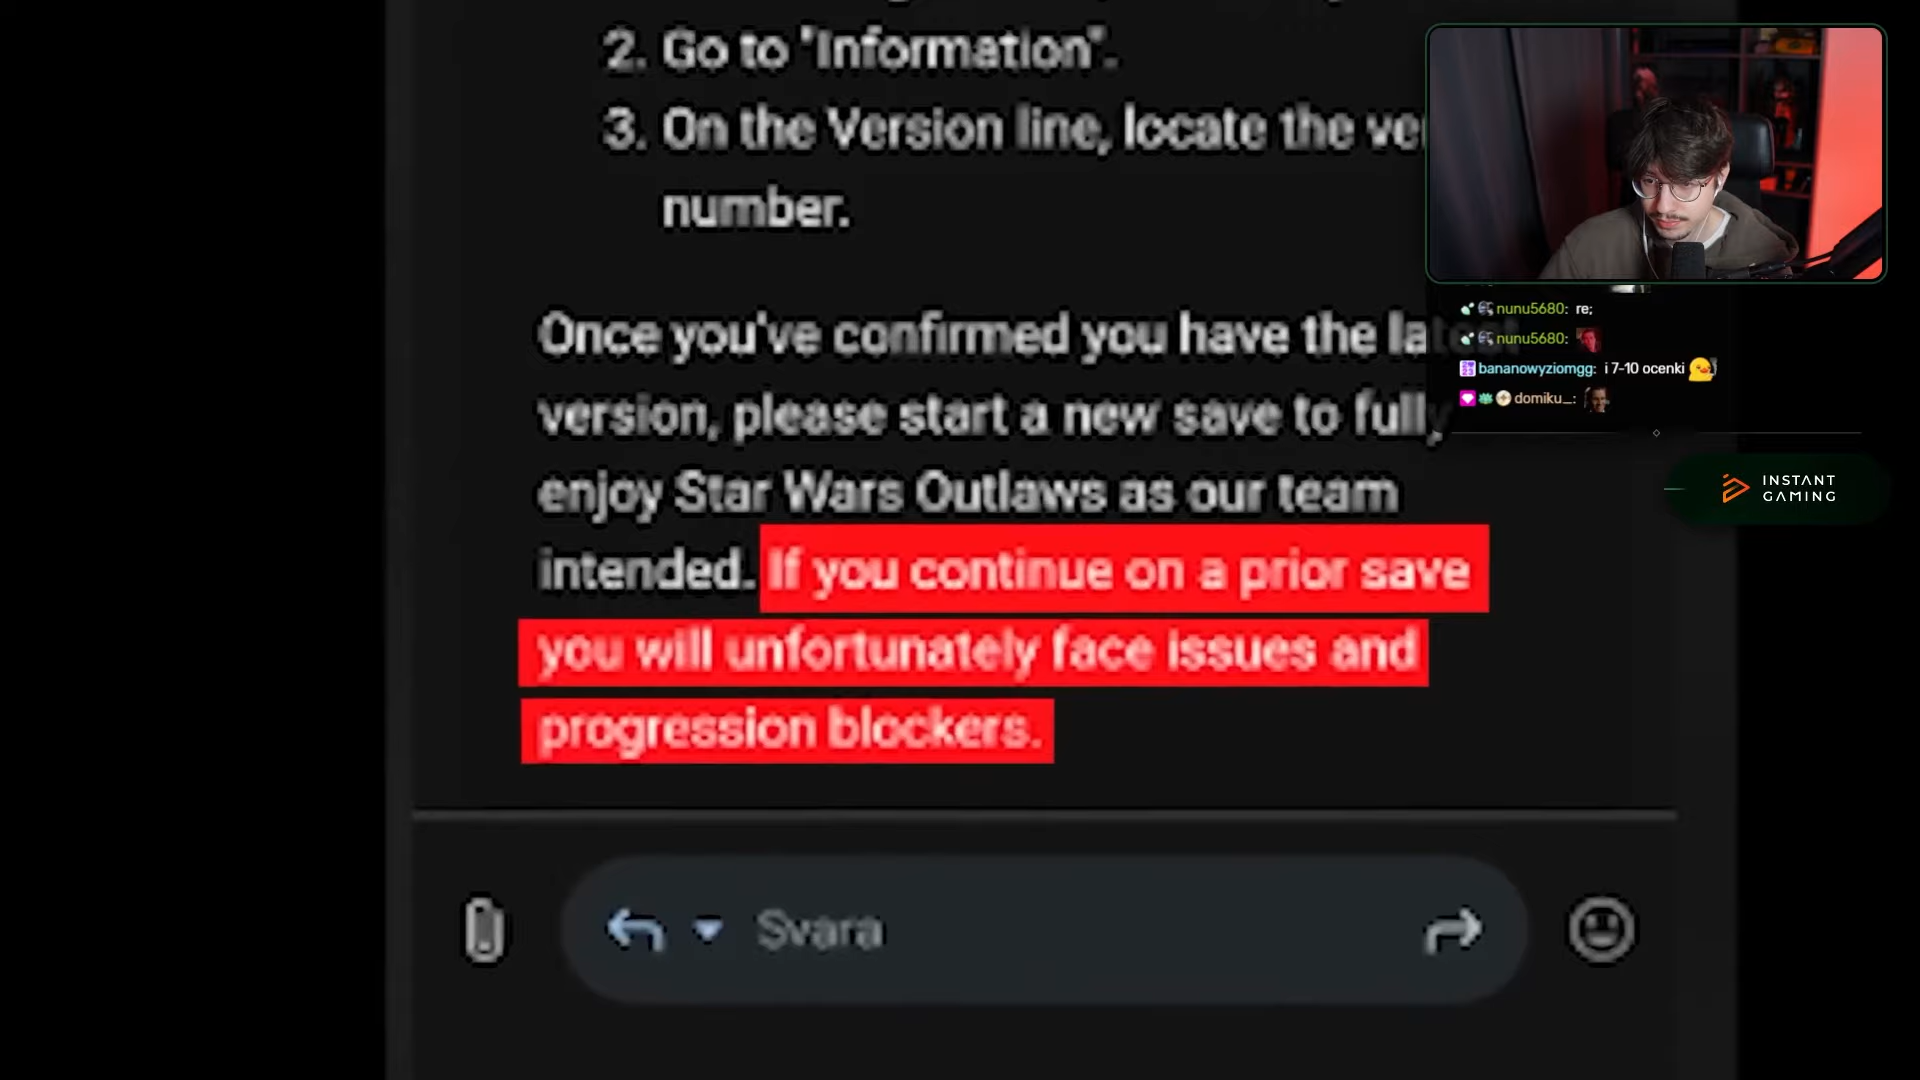 2. Go to "Information".
3. On the Version line, locate the
number.
Once you've confirmed you have the latest
version, please start a new save to fully
enjoy Star Wars Outlaws as our team
intended. If you continue on a prior save
you will unfortunately face issues and
progression blockers.
Svara
nunu5680: re;
nunu5680:
bananowyziomgg: i 7-10 ocenki
domiku_:
INSTANT
GAMING